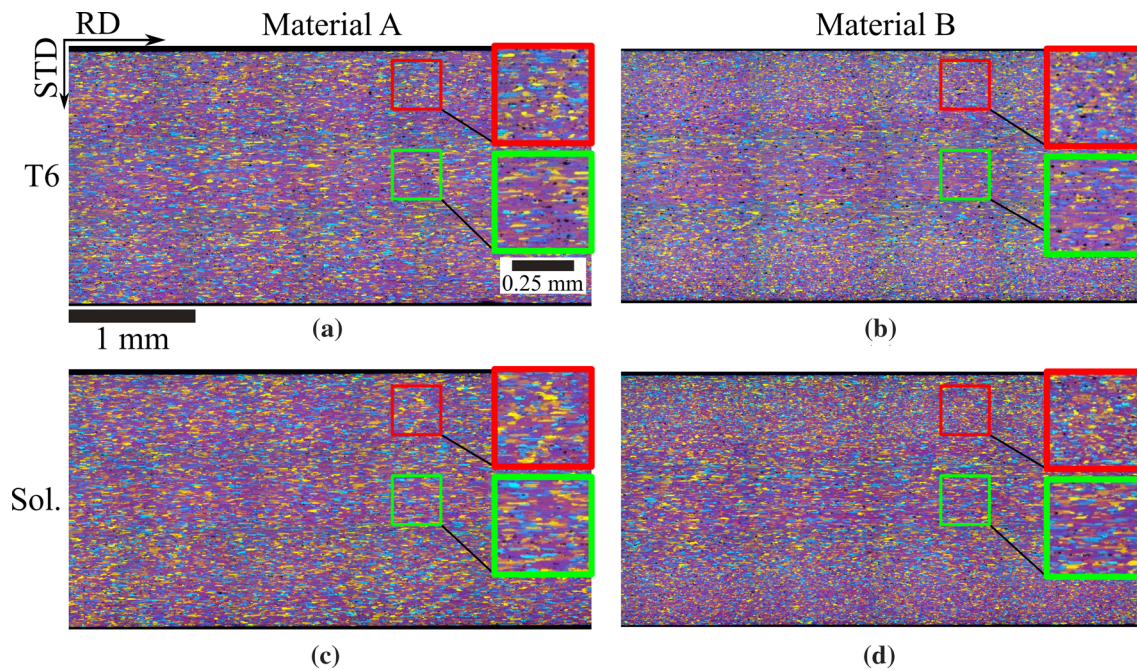 RD
Material A
Material B
STD
T6
0.25 mm
1 mm
(a)
(b)
Sol.
(c)
(d)